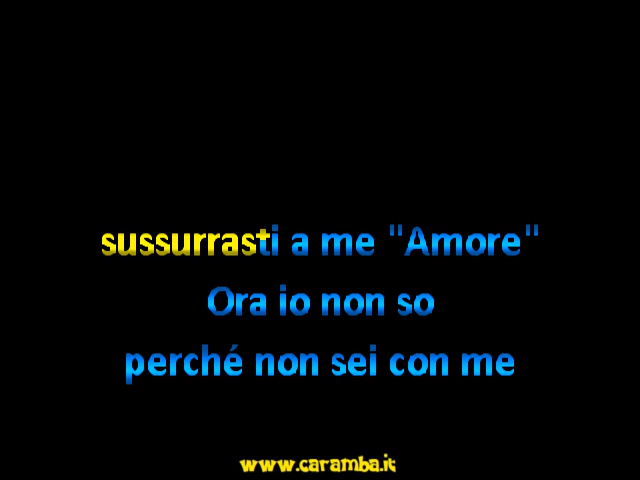 sussurrasti a me "Amore"
Ora io non so
perché non sei con me
www.caramba.it